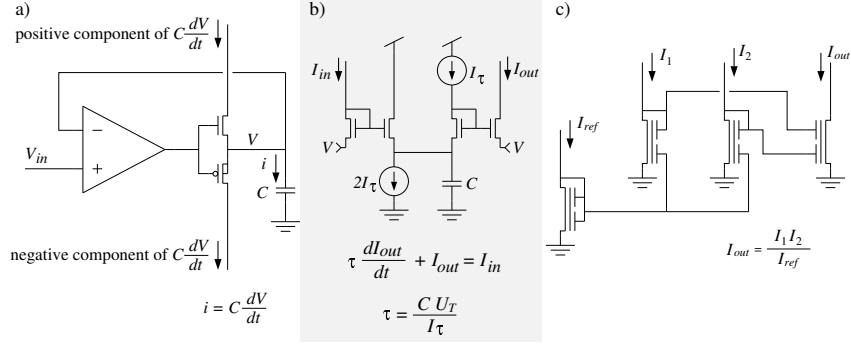 a)
positive component of C dV/dt
V_in
−
+
V
i
C
negative component of C dV/dt
i = C dV/dt
b)
I_in
I_τ
I_out
V
V
2I_τ
C
τ dI_out/dt + I_out = I_in
τ = C U_T / I_τ
c)
I_1
I_2
I_out
I_ref
I_out = I_1 I_2 / I_ref